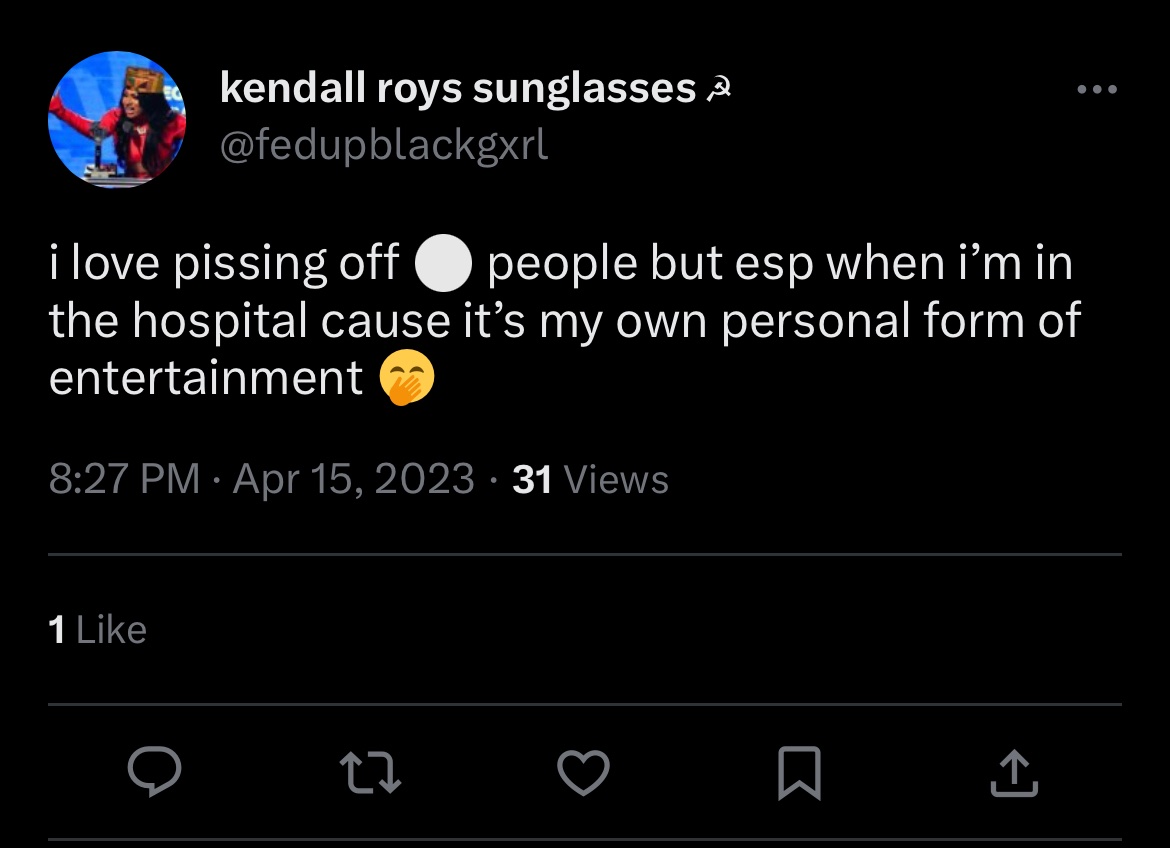 kendall roys sunglasses ☭
@fedupblackgxrl
i love pissing off ⚪ people but esp when i’m in
the hospital cause it’s my own personal form of
entertainment 🤭
8:27 PM · Apr 15, 2023 · 31 Views
1 Like